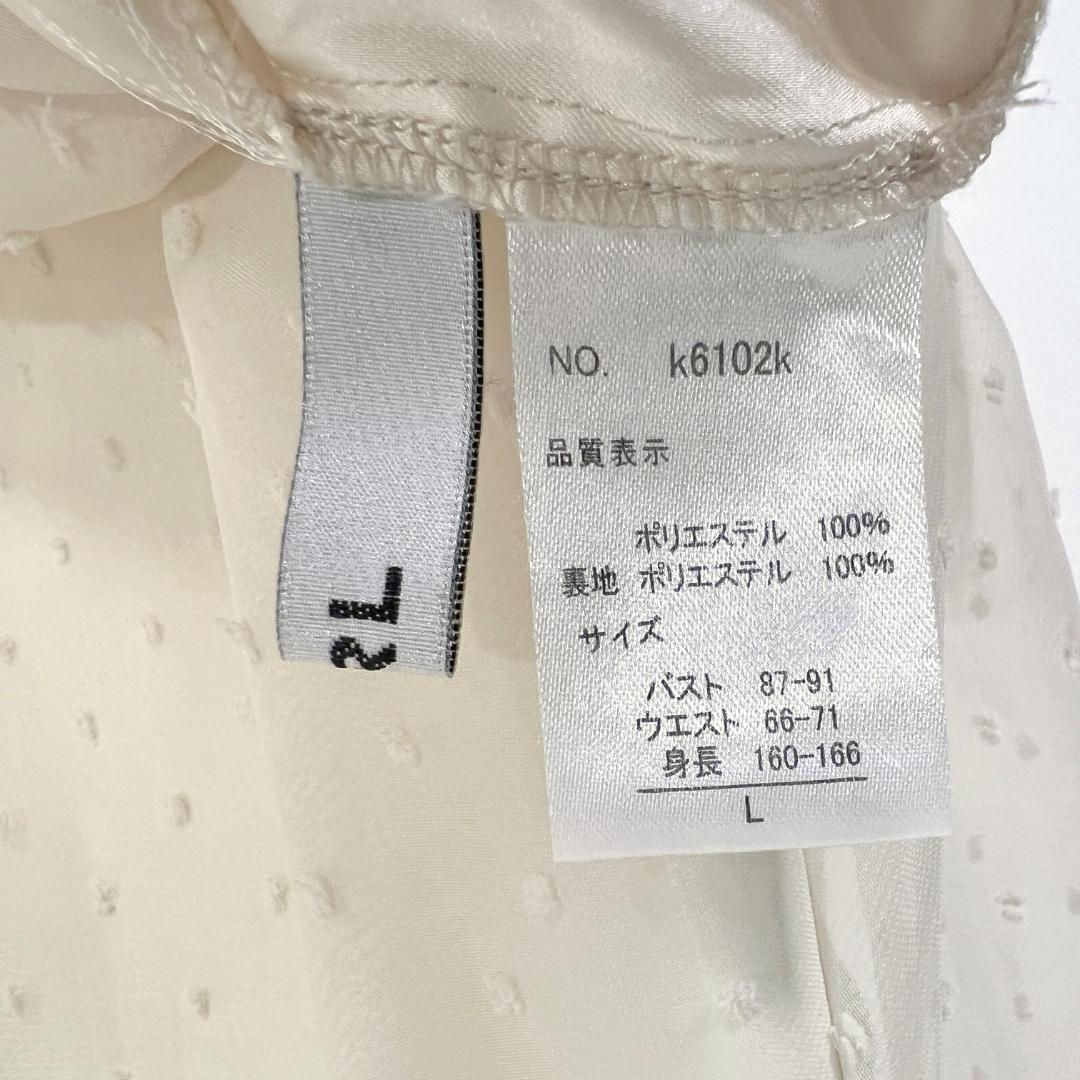 NO. k6102k
品質表示
ポリエステル 100%
裏地 ポリエステル 100%
サイズ
バスト 87-91
ウエスト 66-71
身長 160-166
L